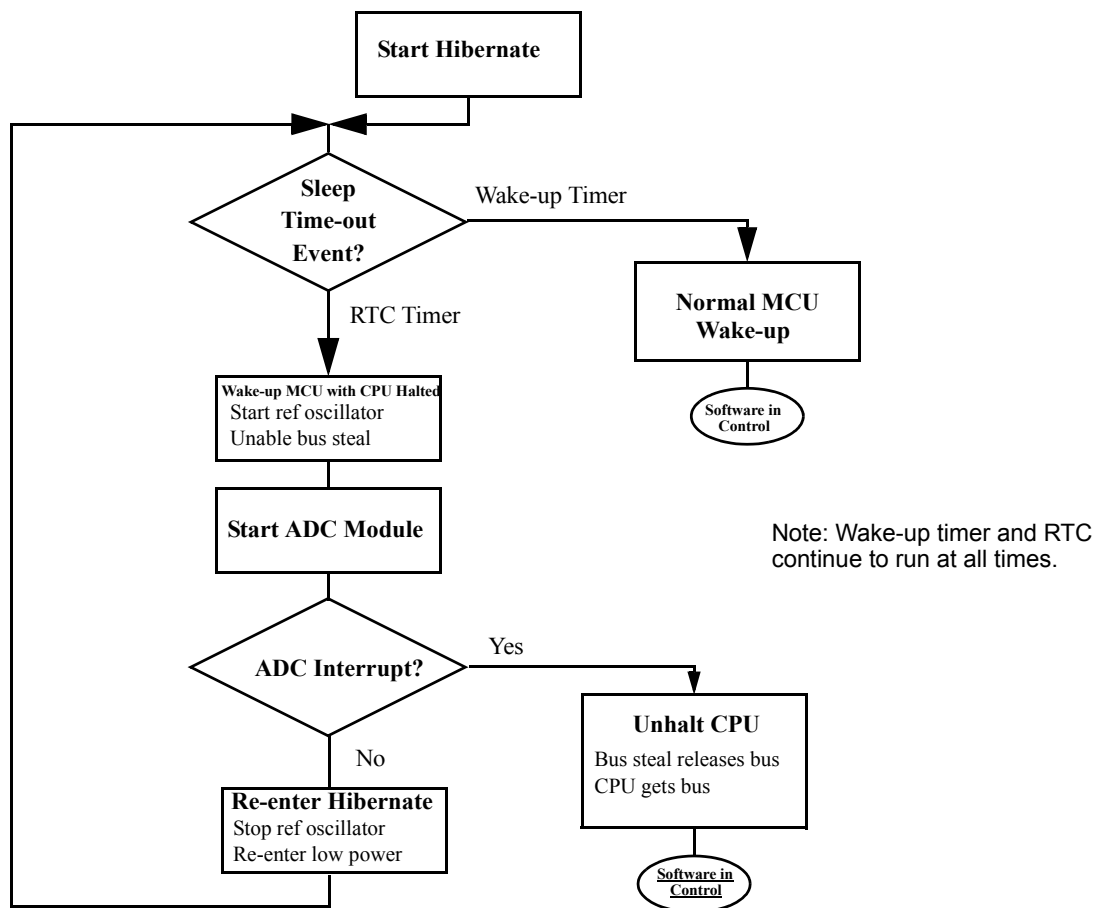 Start Hibernate
Sleep
Time-out
Event?
Wake-up Timer
Normal MCU
Wake-up
Software in
Control
RTC Timer
Wake-up MCU with CPU Halted
Start ref oscillator
Unable bus steal
Start ADC Module
Note: Wake-up timer and RTC
continue to run at all times.
ADC Interrupt?
Yes
Unhalt CPU
Bus steal releases bus
CPU gets bus
Software in
Control
No
Re-enter Hibernate
Stop ref oscillator
Re-enter low power